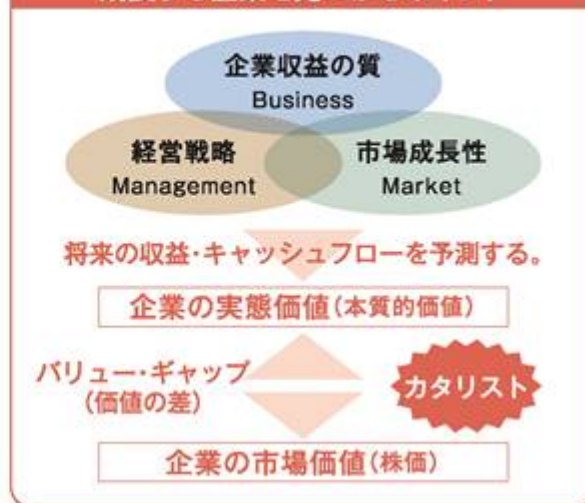 企業収益の質
Business
経営戦略
Management
市場成長性
Market
将来の収益・キャッシュフローを予測する。
企業の実態価値(本質的価値)
バリュー・ギャップ
(価値の差)
カタリスト
企業の市場価値(株価)